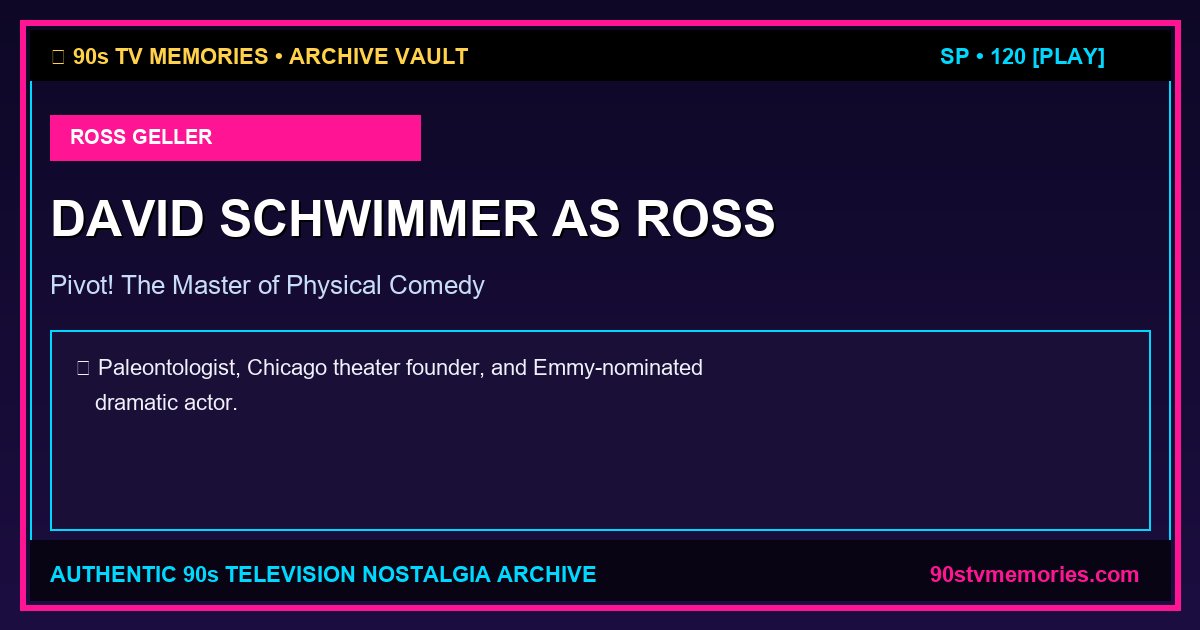 90s TV MEMORIES • ARCHIVE VAULT
SP • 120 [PLAY]
ROSS GELLER
DAVID SCHWIMMER AS ROSS
Pivot! The Master of Physical Comedy
Paleontologist, Chicago theater founder, and Emmy-nominated
dramatic actor.
AUTHENTIC 90s TELEVISION NOSTALGIA ARCHIVE
90stvmemories.com